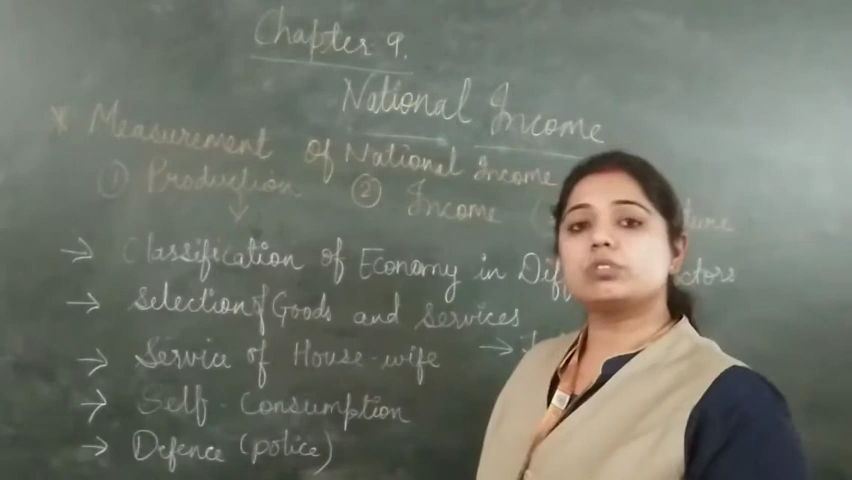 Chapter 9.
National Income
* Measurement of National Income
① Production ② Income
→ Classification of Economy in
→ Selection of Goods and Services
→ Service of House-wife →
→ Self-Consumption
→ Defence (police)